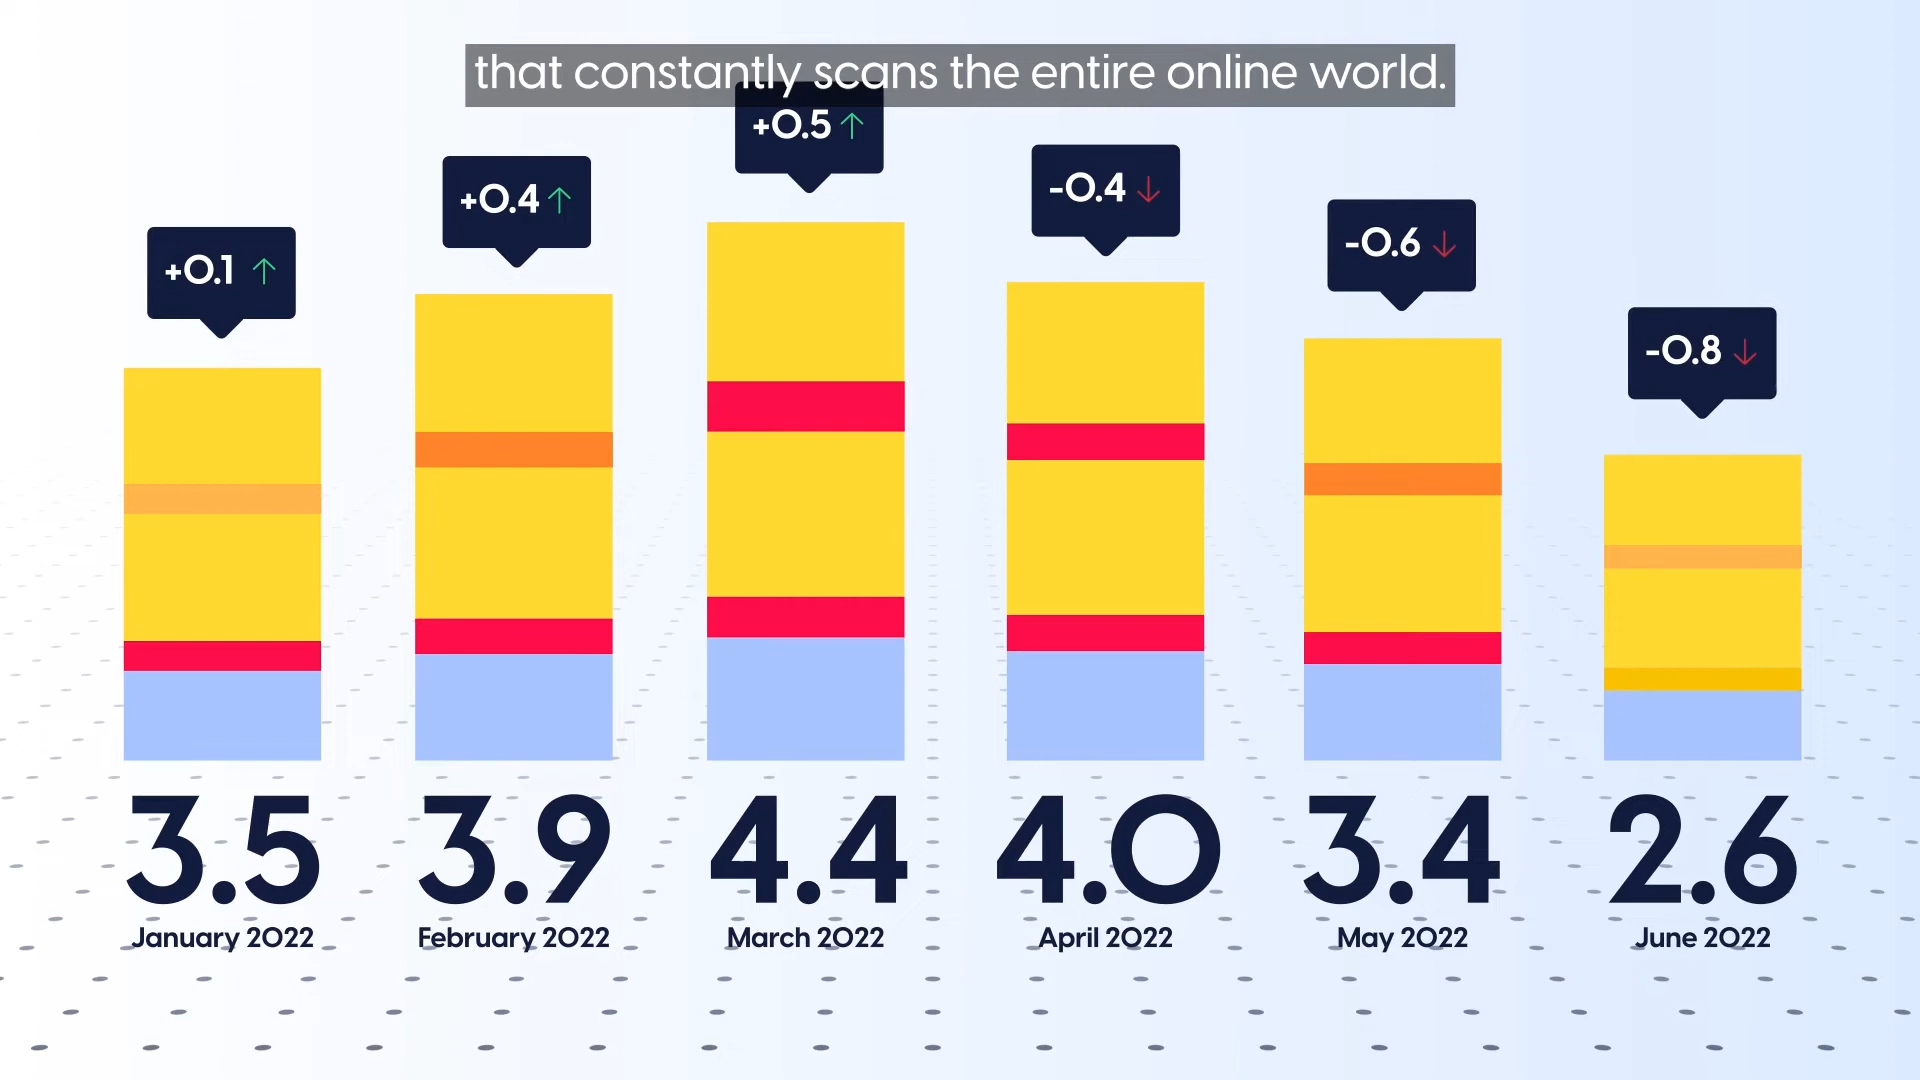 that constantly scans the entire online world.
+0.1 ↑
+0.4 ↑
+0.5 ↑
-0.4 ↓
-0.6 ↓
-0.8 ↓
3.5
3.9
4.4
4.0
3.4
2.6
January 2022
February 2022
March 2022
April 2022
May 2022
June 2022